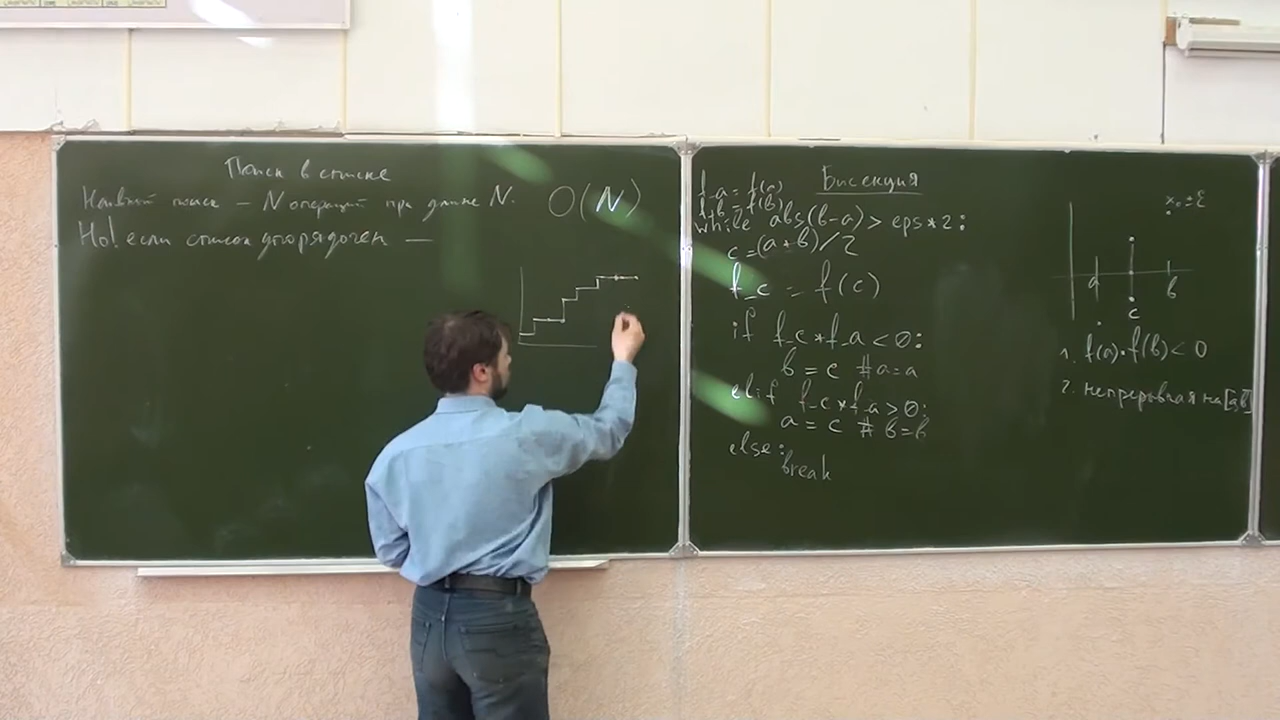 Поиск в списке
Наивный поиск — N операций при длине N. O(N)
Но! если список упорядочен —
Бисекция
f_a = f(a)
f_b = f(b)
while abs(b-a) > eps*2:
c = (a+b)/2
f_c = f(c)
if f_c*f_a < 0:
b = c #a=a
elif f_c*f_a > 0:
a = c # b=b
else:
break
x₀ ± ε
a
b
c
1. f(a)·f(b) < 0
2. непрерывная на [a,b]